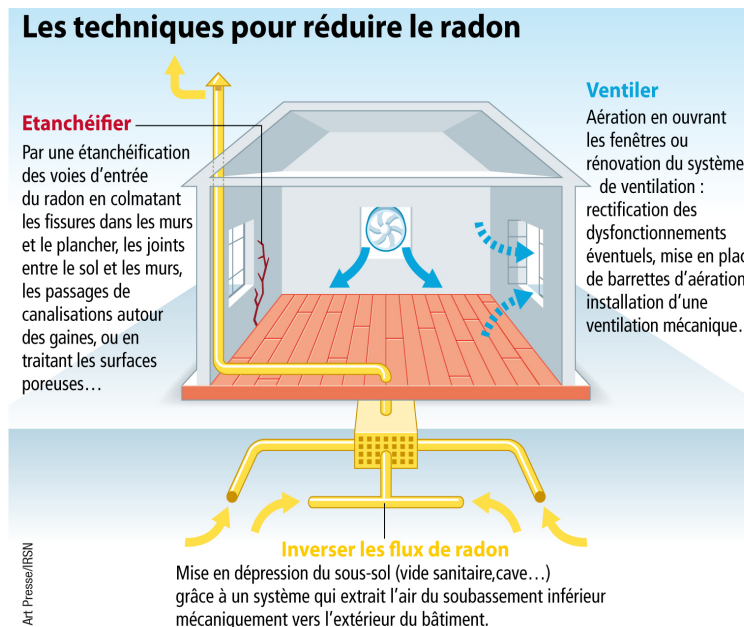 Les techniques pour réduire le radon
Etanchéifier
Par une étanchéification
des voies d'entrée
du radon en colmatant
les fissures dans les murs
et le plancher, les joints
entre le sol et les murs,
les passages de
canalisations autour
des gaines, ou en
traitant les surfaces
poreuses…
Ventiler
Aération en ouvrant
les fenêtres ou
rénovation du système
de ventilation :
rectification des
dysfonctionnements
éventuels, mise en plac
de barrettes d'aération
installation d'une
ventilation mécanique.
Inverser les flux de radon
Mise en dépression du sous-sol (vide sanitaire,cave…)
grâce à un système qui extrait l'air du soubassement inférieur
mécaniquement vers l'extérieur du bâtiment.
Art Presse/IRSN